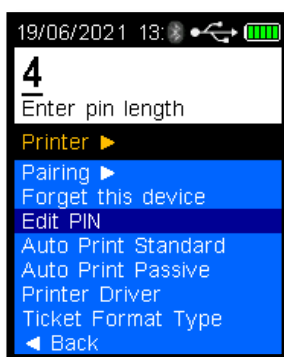 19/06/2021 13:
4
Enter pin length
Printer ►
Pairing ►
Forget this device
Edit PIN
Auto Print Standard
Auto Print Passive
Printer Driver
Ticket Format Type
◄ Back